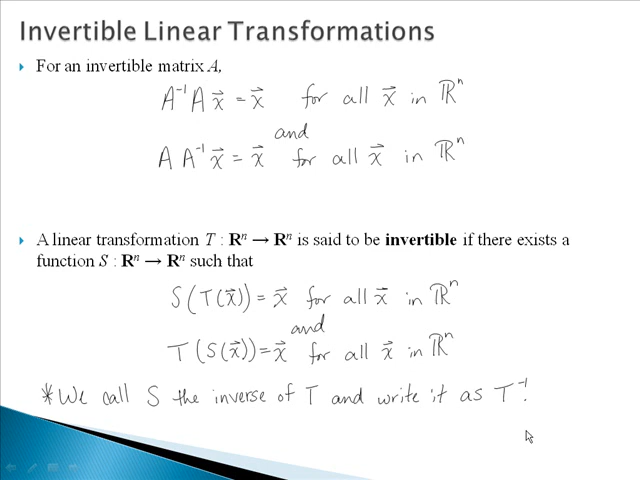 Invertible Linear Transformations
For an invertible matrix A,
A⁻¹ A x⃗ = x⃗ for all x⃗ in ℝⁿ
and
A A⁻¹ x⃗ = x⃗ for all x⃗ in ℝⁿ
A linear transformation T : Rⁿ → Rⁿ is said to be invertible if there exists a
function S : Rⁿ → Rⁿ such that
S(T(x⃗)) = x⃗ for all x⃗ in ℝⁿ
and
T(S(x⃗)) = x⃗ for all x⃗ in ℝⁿ
*We call S the inverse of T and write it as T⁻¹.